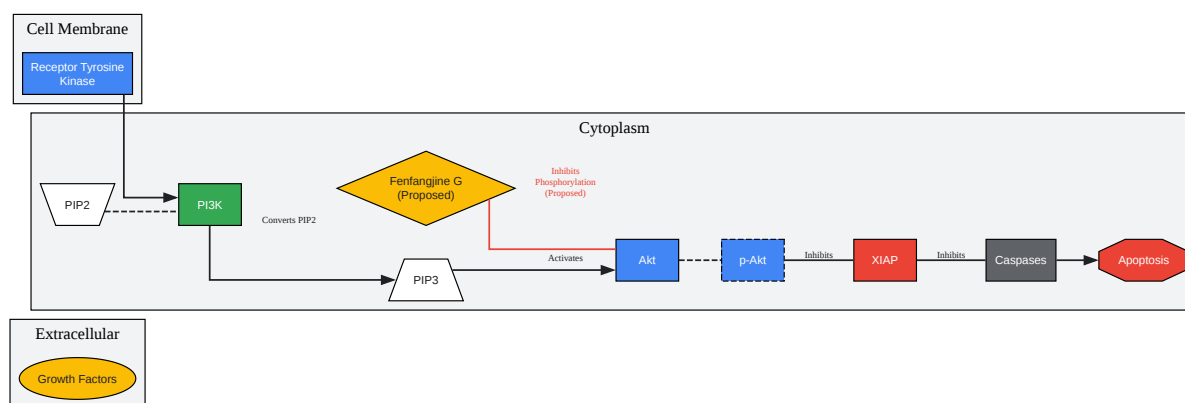 Cell Membrane
Receptor Tyrosine
Kinase
Cytoplasm
Fenfangjine G
(Proposed)
Inhibits
Phosphorylation
(Proposed)
PIP2
PI3K
Converts PIP2
Activates
PIP3
Akt
p-Akt
Inhibits
XIAP
Inhibits
Caspases
Apoptosis
Extracellular
Growth Factors